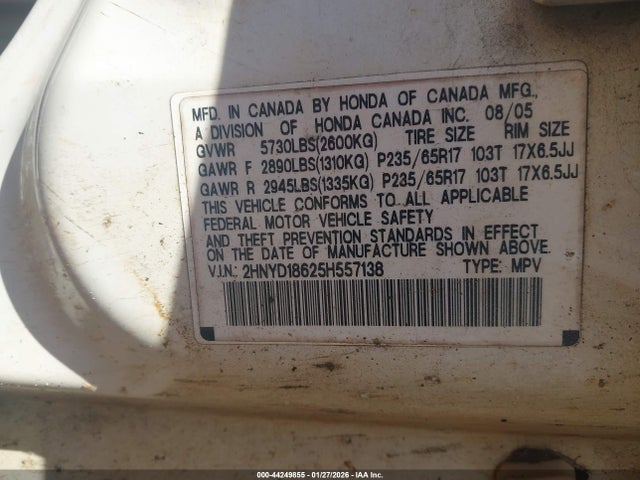 MFD. IN CANADA BY HONDA OF CANADA MFG.,
A DIVISION OF HONDA CANADA INC. 08/05
GVWR 5730LBS(2600KG) TIRE SIZE RIM SIZE
GAWR F 2890LBS(1310KG) P235/65R17 103T 17X6.5JJ
GAWR R 2945LBS(1335KG) P235/65R17 103T 17X6.5JJ
THIS VEHICLE CONFORMS TO ALL APPLICABLE
FEDERAL MOTOR VEHICLE SAFETY
AND THEFT PREVENTION STANDARDS IN EFFECT
ON THE DATE OF MANUFACTURE SHOWN ABOVE.
V.I.N.: 2HNYD18625H557138 TYPE: MPV
000-44249855 | 01/27/2026 | IAA Inc.